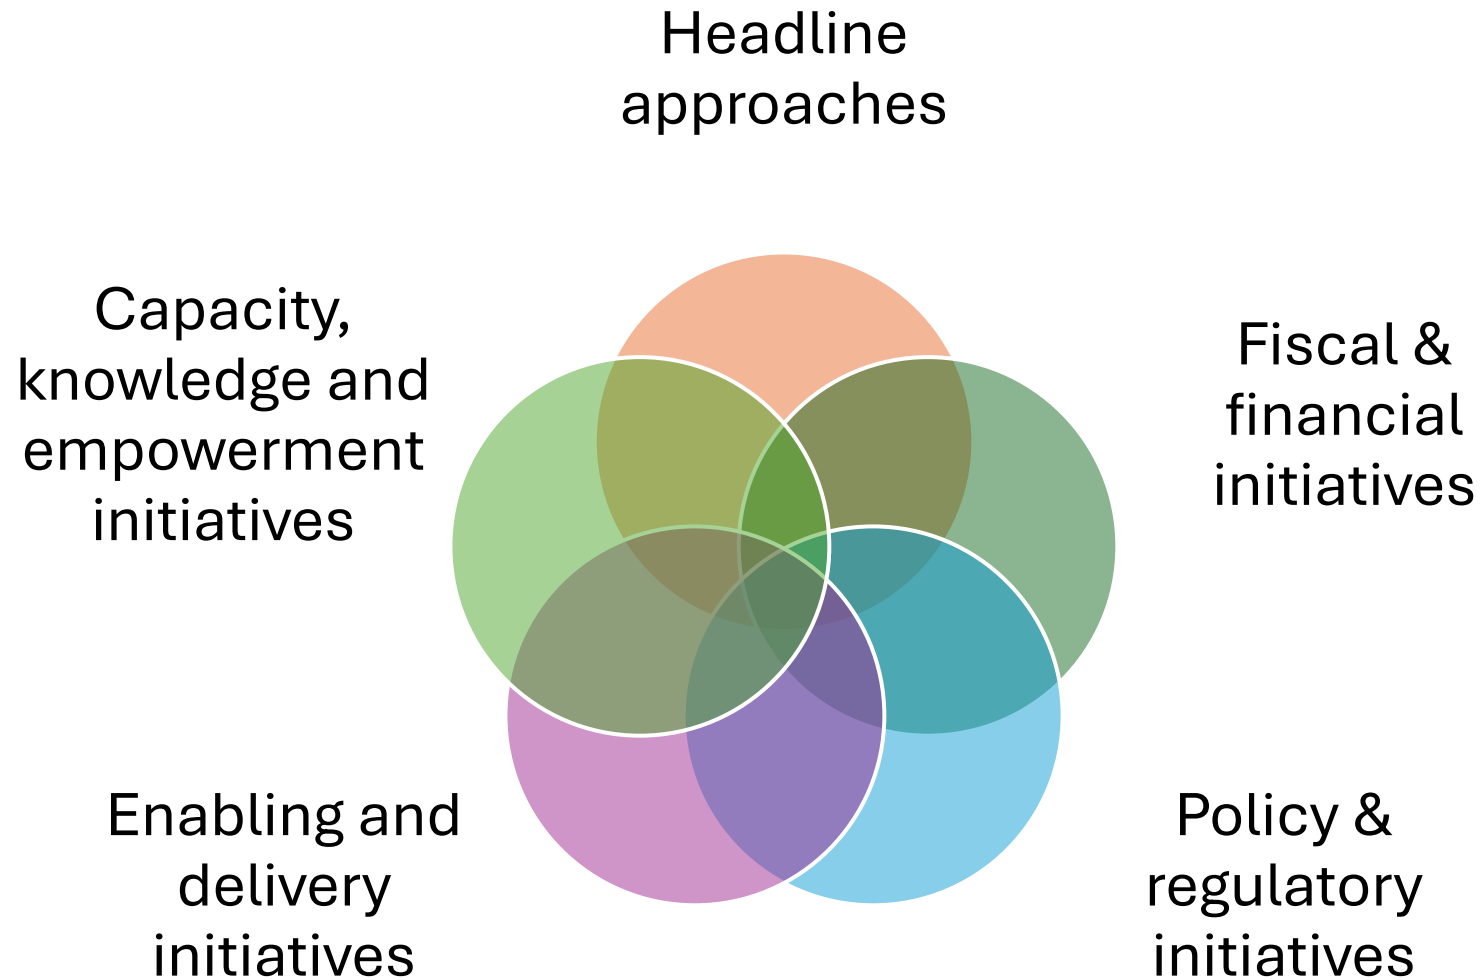 Headline
approaches
Capacity,
knowledge and
empowerment
initiatives
Fiscal &
financial
initiatives
Enabling and
delivery
initiatives
Policy &
regulatory
initiatives